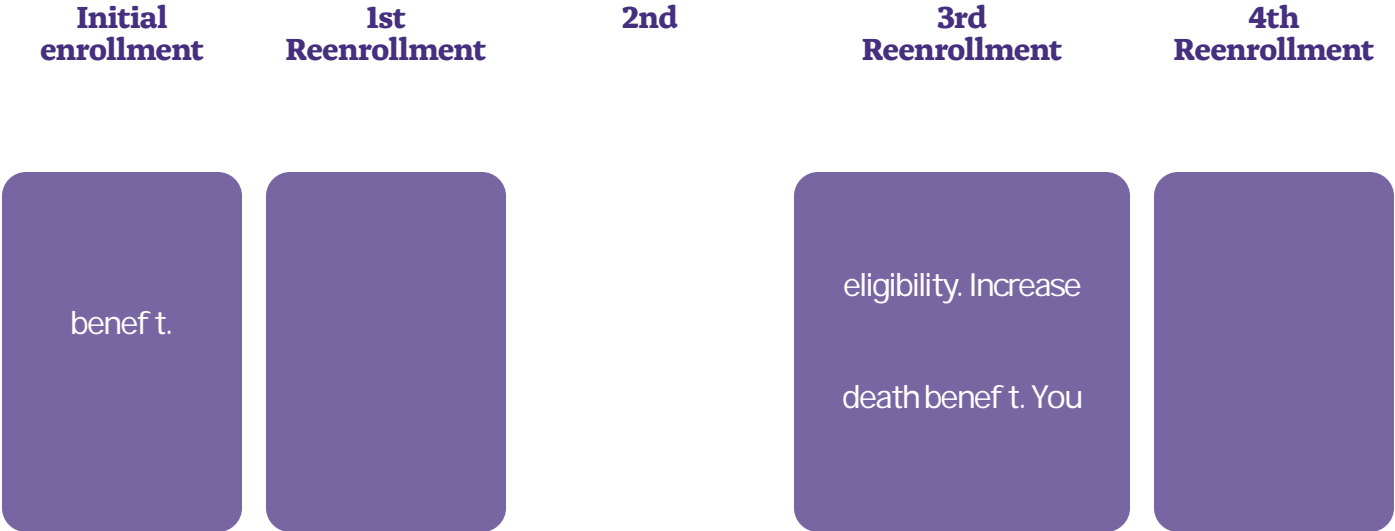 Initial
enrollment
1st
Reenrollment
2nd
3rd
Reenrollment
4th
Reenrollment
benef t.
eligibility. Increase
death benef t. You